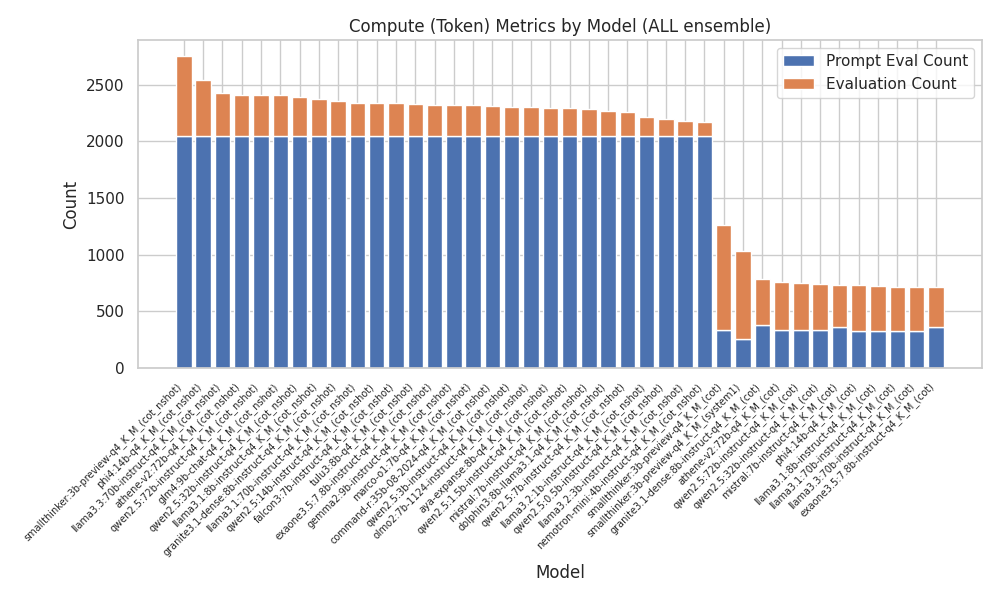 Compute (Token) Metrics by Model (ALL ensemble)
Prompt Eval Count
Evaluation Count
Count
2500
2000
1500
1000
500
0
smallthinker:3b-preview-q4_K_M_(cot_nshot)
phi4:14b-q4_K_M_(cot_nshot)
llama3.3:70b-instruct-q4_K_M_(cot_nshot)
athene-v2:72b-q4_K_M_(cot_nshot)
qwen2.5:72b-instruct-q4_K_M_(cot_nshot)
glm4:9b-chat-q4_K_M_(cot_nshot)
qwen2.5:32b-instruct-q4_K_M_(cot_nshot)
llama3.1:8b-instruct-q4_K_M_(cot_nshot)
granite3.1-dense:8b-instruct-q4_K_M_(cot_nshot)
llama3.1:70b-instruct-q4_K_M_(cot_nshot)
qwen2.5:14b-instruct-q4_K_M_(cot_nshot)
falcon3:7b-instruct-q4_K_M_(cot_nshot)
tulu3:8b-q4_K_M_(cot_nshot)
exaone3.5:7.8b-instruct-q4_K_M_(cot_nshot)
gemma2:9b-instruct-q4_K_M_(cot_nshot)
marco-o1:7b-q4_K_M_(cot_nshot)
command-r:35b-08-2024-q4_K_M_(cot_nshot)
qwen2.5:3b-instruct-q4_K_M_(cot_nshot)
olmo2:7b-1124-instruct-q4_K_M_(cot_nshot)
aya-expanse:8b-q4_K_M_(cot_nshot)
qwen2.5:1.5b-instruct-q4_K_M_(cot_nshot)
mistral:7b-instruct-q4_K_M_(cot_nshot)
dolphin3:8b-llama3.1-q4_K_M_(cot_nshot)
qwen2.5:7b-instruct-q4_K_M_(cot_nshot)
llama3.2:1b-instruct-q4_K_M_(cot_nshot)
qwen2.5:0.5b-instruct-q4_K_M_(cot_nshot)
llama3.2:3b-instruct-q4_K_M_(cot_nshot)
nemotron-mini:4b-instruct-q4_K_M_(cot_nshot)
smallthinker:3b-preview-q4_K_M_(cot)
smallthinker:3b-preview-q4_K_M_(system1)
granite3.1-dense:8b-instruct-q4_K_M_(cot)
athene-v2:72b-q4_K_M_(cot)
qwen2.5:72b-instruct-q4_K_M_(cot)
qwen2.5:32b-instruct-q4_K_M_(cot)
mistral:7b-instruct-q4_K_M_(cot)
phi4:14b-q4_K_M_(cot)
llama3.1:8b-instruct-q4_K_M_(cot)
llama3.1:70b-instruct-q4_K_M_(cot)
llama3.3:70b-instruct-q4_K_M_(cot)
exaone3.5:7.8b-instruct-q4_K_M_(cot)
Model